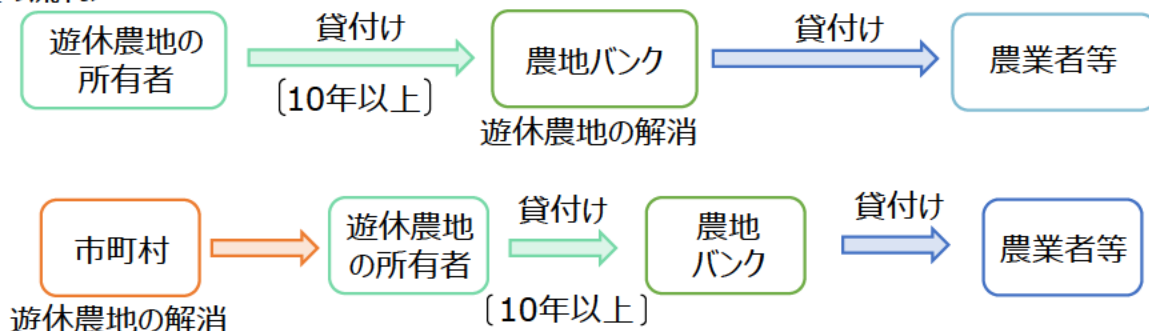 遊休農地の
所有者
貸付け
〔10年以上〕
農地バンク
遊休農地の解消
貸付け
農業者等
市町村
遊休農地の解消
遊休農地
の所有者
貸付け
〔10年以上〕
農地
バンク
貸付け
農業者等